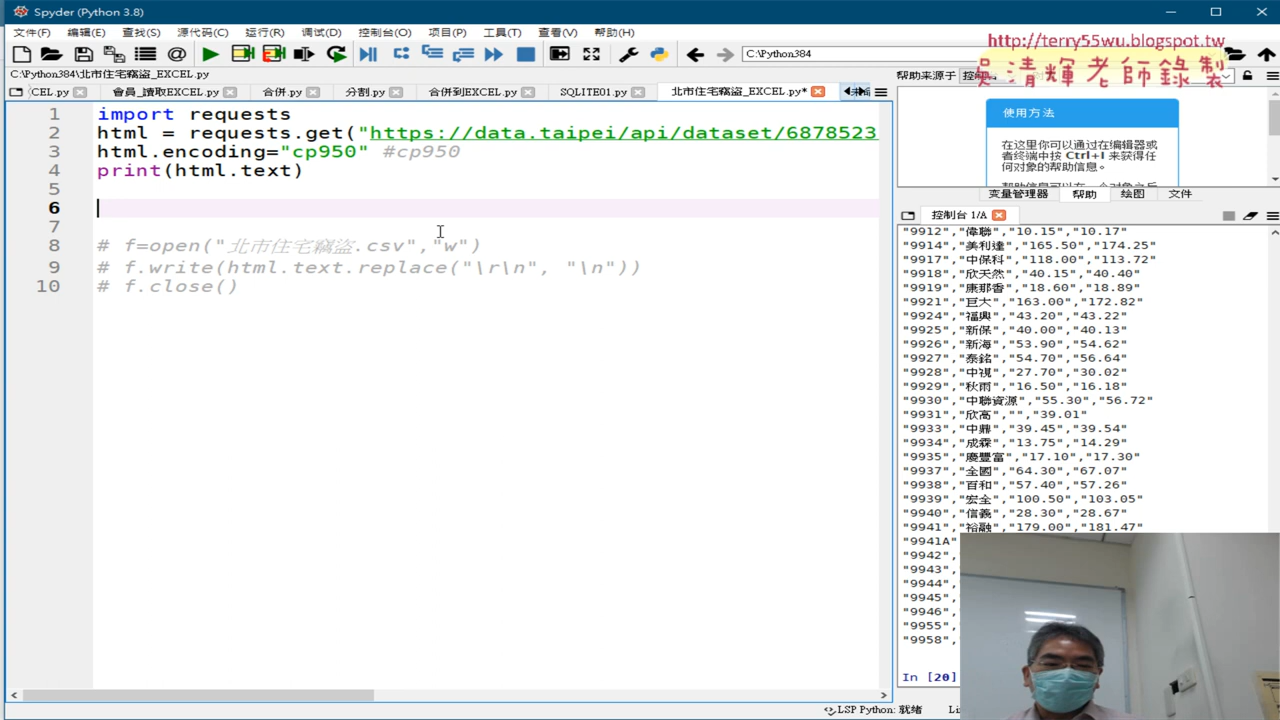 Spyder (Python 3.8)
文件(F) 编辑(E) 查找(S) 源代码(C) 运行(R) 调试(D) 控制台(O) 项目(P) 工具(T) 查看(V) 帮助(H)
http://terry55wu.blogspot.tw
吳清輝老師錄製
C:\Python384
C:\Python384\北市住宅竊盜_EXCEL.py
帮助来源于
CEL.py 會員_讀取EXCEL.py 合併.py 分割.py 合併到EXCEL.py SQLITE01.py 北市住宅竊盜_EXCEL.py*
1 import requests
2 html = requests.get("https://data.taipei/api/dataset/6878523
3 html.encoding="cp950" #cp950
4 print(html.text)
5
6
7
8 # f=open("北市住宅竊盜.csv","w")
9 # f.write(html.text.replace("\r\n", "\n"))
10 # f.close()
使用方法
在这里你可以通过在编辑器或
者终端中按 Ctrl+I 来获得任
何对象的帮助信息。
变量管理器 帮助 绘图 文件
控制台 1/A
"9912","偉聯","10.15","10.17"
"9914","美利達","165.50","174.25"
"9917","中保科","118.00","113.72"
"9918","欣天然","40.15","40.40"
"9919","康那香","18.60","18.89"
"9921","巨大","163.00","172.82"
"9924","福興","43.20","43.22"
"9925","新保","40.00","40.13"
"9926","新海","53.90","54.62"
"9927","泰銘","54.70","56.64"
"9928","中視","27.70","30.02"
"9929","秋雨","16.50","16.18"
"9930","中聯資源","55.30","56.72"
"9931","欣高","","39.01"
"9933","中鼎","39.45","39.54"
"9934","成霖","13.75","14.29"
"9935","慶豐富","17.10","17.30"
"9937","全國","64.30","67.07"
"9938","百和","57.40","57.26"
"9939","宏全","100.50","103.05"
"9940","信義","28.30","28.67"
"9941","裕融","179.00","181.47"
"9941A"
"9942",
"9943",
"9944",
"9945",
"9946",
"9955",
"9958",
In [20]
LSP Python: 就绪